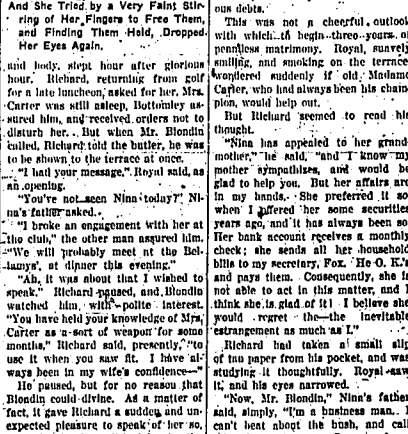 And She Tried by a Very Faint Stir-
ring of Her Fingers to Free Them,
and Finding Them Held, Dropped
Her Eyes Again.
and body, slept hour after glorious
hour. Richard, returning from golf
for a late luncheon, asked for her. Mrs.
Carter was still asleep, Bottomley as-
sured him, and received orders not to
disturb her. But when Mr. Blondin
called, Richard told the butler, he was
to be shown to the terrace at once.
"I had your message," Royal said, as
an opening.
"You've not seen Nina today?" Ni-
na's father asked.
"I broke an engagement with her at
the club," the other man assured him.
"We will probably meet at the Bel-
lamys', at dinner this evening."
"Ah, it was about that I wished to
speak." Richard paused, and Blondin
watched him with polite interest.
"You have held your knowledge of Mrs.
Carter as a sort of weapon for some
months," Richard said, presently, "to
use it when you saw fit. I have al-
ways been in my wife's confidence—"
He paused, but for no reason that
Blondin could divine. As a matter of
fact, it gave Richard a sudden and un-
expected pleasure to speak of her so,
ous debts.
This was not a cheerful outlook
with which to begin three years of
penniless matrimony. Royal, suavely
smiling, and smoking on the terrace
wondered suddenly if old Madame
Carter, who had always been his cham-
pion, would help out.
But Richard seemed to read his
thought.
"Nina has appealed to her grand-
mother," he said, "and I know my
mother sympathizes, and would be
glad to help you. But her affairs are
in my hands. She preferred it so
when I offered her some securities
years ago, and it has always been so.
Her bank account receives a monthly
check; she sends all her household
bills to my secretary, Fox. He O. K.'s
and pays them. Consequently, she is
not able to act in this matter, and I
think she is glad of it! I believe she
would regret the—the inevitable
estrangement as much as I."
Richard had taken a small slip
of tan paper from his pocket, and was
studying it thoughtfully. Royal saw
it, and his eyes narrowed.
"Now, Mr. Blondin," Nina's father
said, simply, "I'm a business man. I
can't beat about the bush, and call